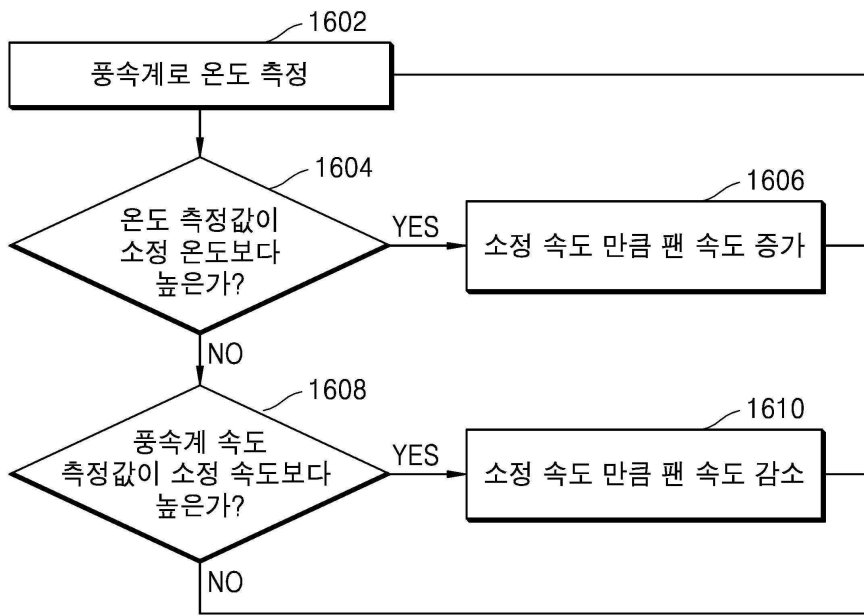 1602
풍속계로 온도 측정
1604
온도 측정값이
소정 온도보다
높은가?
YES
1606
소정 속도 만큼 팬 속도 증가
NO
1608
풍속계 속도
측정값이 소정 속도보다
높은가?
YES
1610
소정 속도 만큼 팬 속도 감소
NO